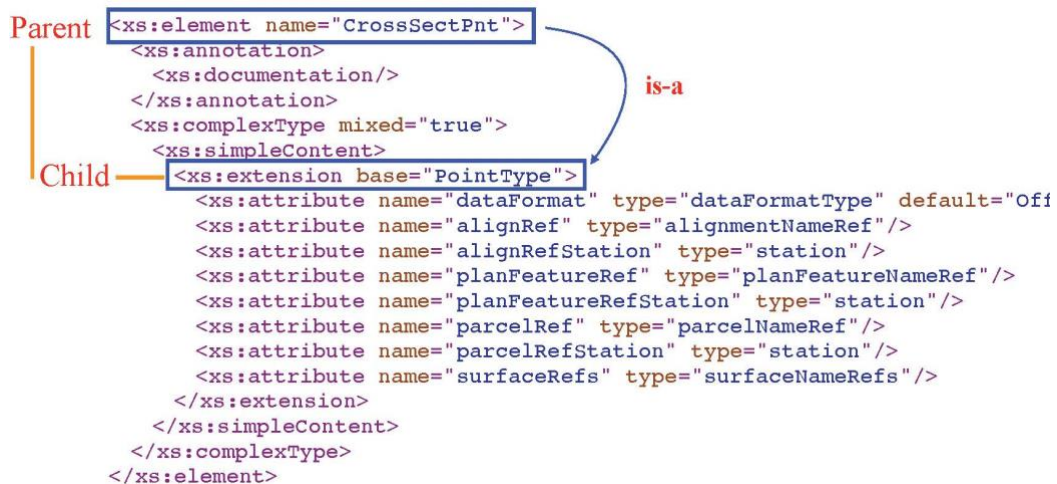 Parent <xs:element name="CrossSectPnt">
<xs:annotation>
<xs:documentation/>
is-a
</xs:annotation>
<xs:complexType mixed="true">
<xs:simpleContent>
Child <xs:extension base="PointType">
<xs:attribute name="dataFormat" type="dataFormatType" default="Off
<xs:attribute name="alignRef" type="alignmentNameRef"/>
<xs:attribute name="alignRefStation" type="station"/>
<xs:attribute name="planFeatureRef" type="planFeatureNameRef"/>
<xs:attribute name="planFeatureRefStation" type="station"/>
<xs:attribute name="parcelRef" type="parcelNameRef"/>
<xs:attribute name="parcelRefStation" type="station"/>
<xs:attribute name="surfaceRefs" type="surfaceNameRefs"/>
</xs:extension>
</xs:simpleContent>
</xs:complexType>
</xs:element>